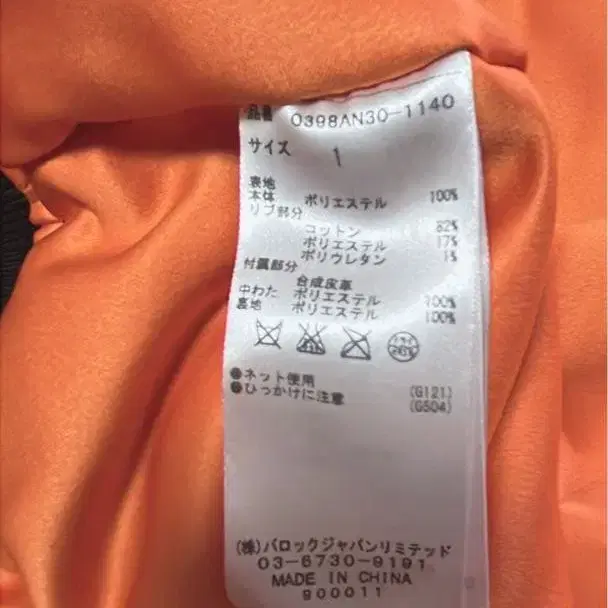 品番 0398AN30-1140
サイズ 1
表地
本体 ポリエステル 100%
リブ部分
コットン 82%
ポリエステル 17%
ポリウレタン 1%
付属部分
合成皮革
中わた ポリエステル 100%
裏地 ポリエステル 100%
ドライ
●ネット使用 (G121)
●ひっかけに注意 (G504)
(株)バロックジャパンリミテッド
03-6730-9191
MADE IN CHINA
900011